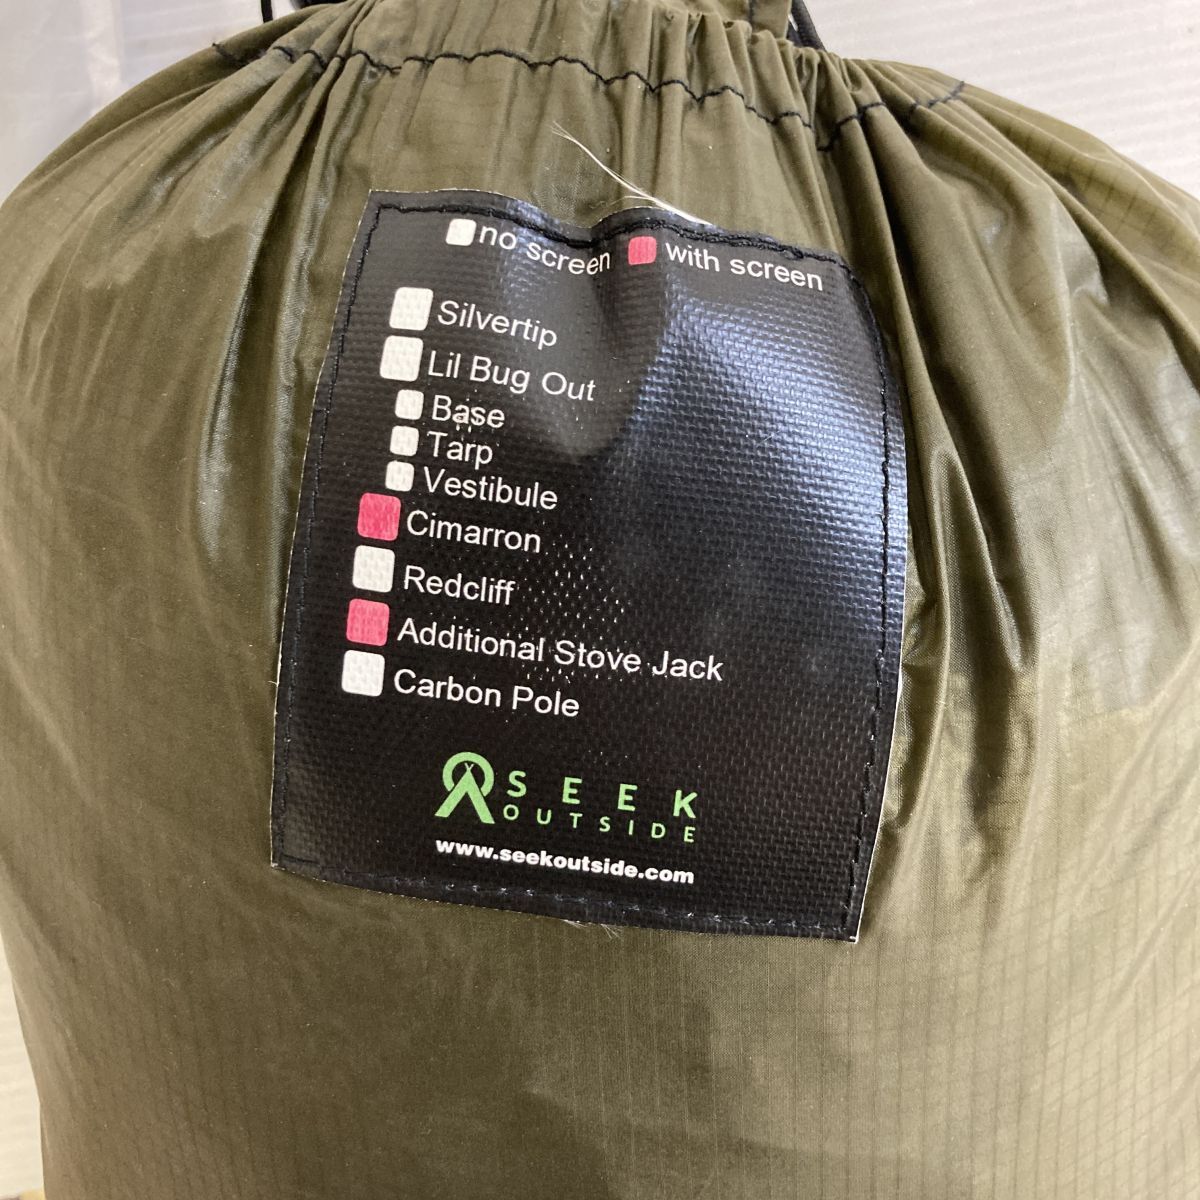 no screen with screen
Silvertip
Lil Bug Out
Base
Tarp
Vestibule
Cimarron
Redcliff
Additional Stove Jack
Carbon Pole
SEEK
OUTSIDE
www.seekoutside.com